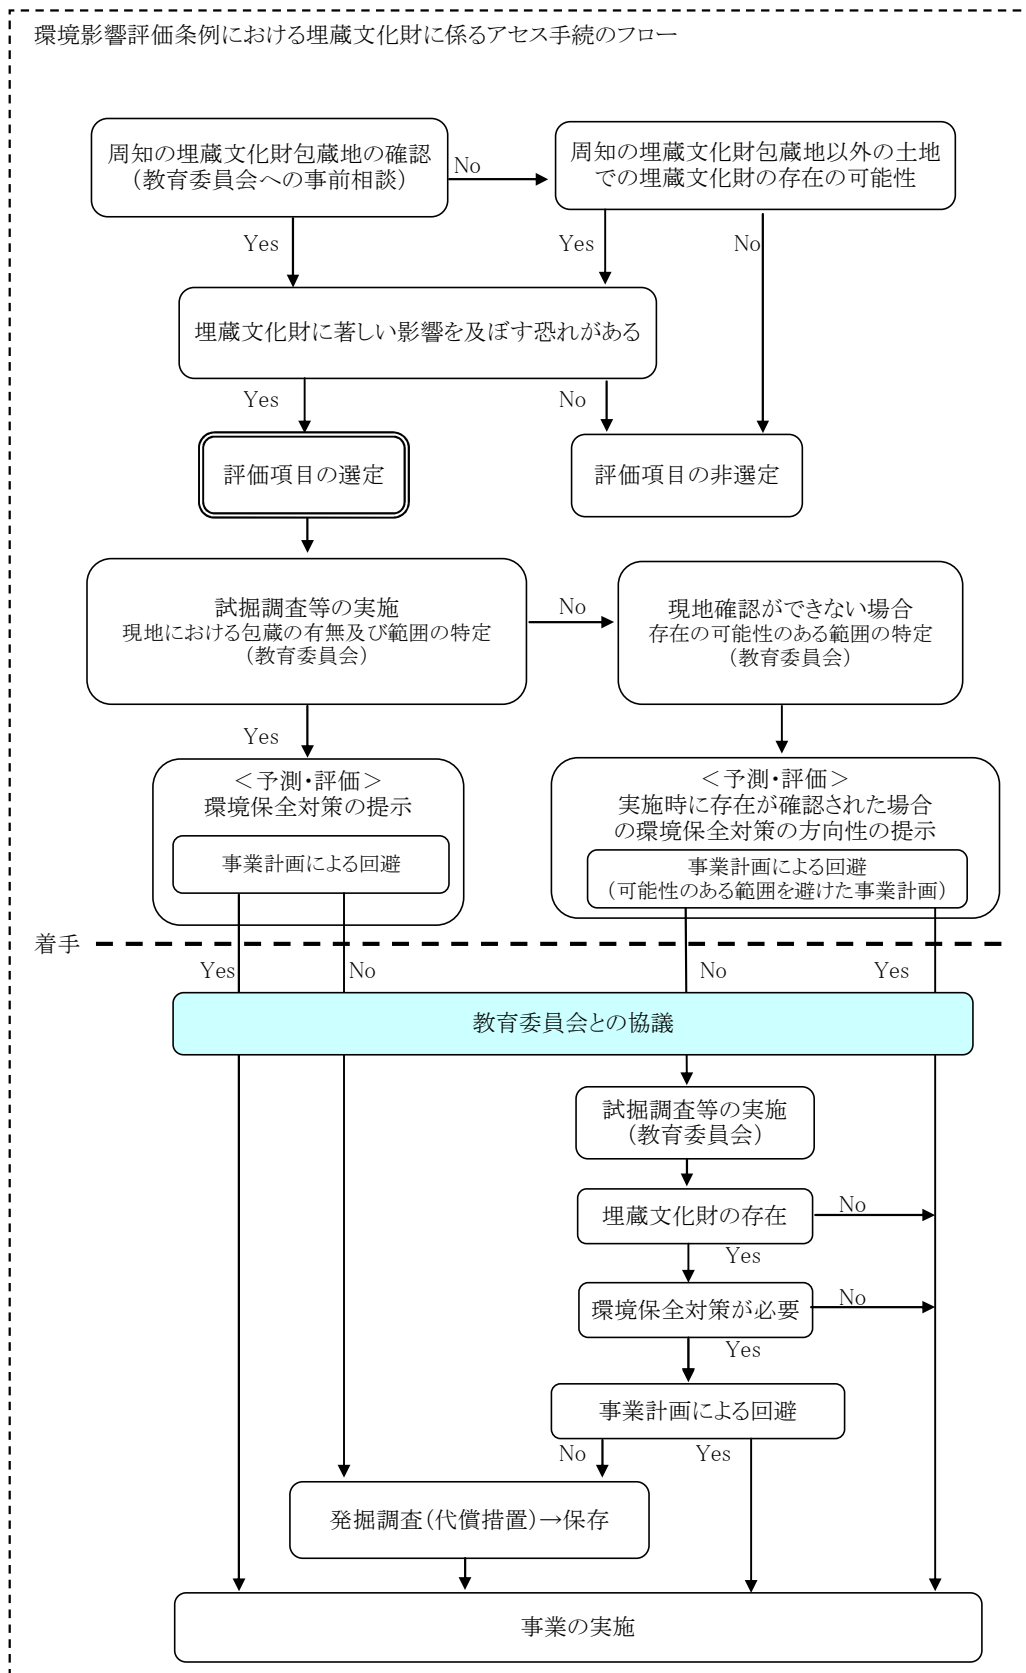 環境影響評価条例における埋蔵文化財に係るアセス手続のフロー
周知の埋蔵文化財包蔵地の確認
（教育委員会への事前相談）
No
周知の埋蔵文化財包蔵地以外の土地
での埋蔵文化財の存在の可能性
Yes
Yes
No
埋蔵文化財に著しい影響を及ぼす恐れがある
Yes
No
評価項目の選定
評価項目の非選定
試掘調査等の実施
現地における包蔵の有無及び範囲の特定
（教育委員会）
No
現地確認ができない場合
存在の可能性のある範囲の特定
（教育委員会）
Yes
＜予測・評価＞
環境保全対策の提示
事業計画による回避
＜予測・評価＞
実施時に存在が確認された場合
の環境保全対策の方向性の提示
事業計画による回避
（可能性のある範囲を避けた事業計画）
着手
Yes
No
No
Yes
教育委員会との協議
試掘調査等の実施
（教育委員会）
埋蔵文化財の存在
No
Yes
環境保全対策が必要
No
Yes
事業計画による回避
No
Yes
発掘調査（代償措置）→保存
事業の実施